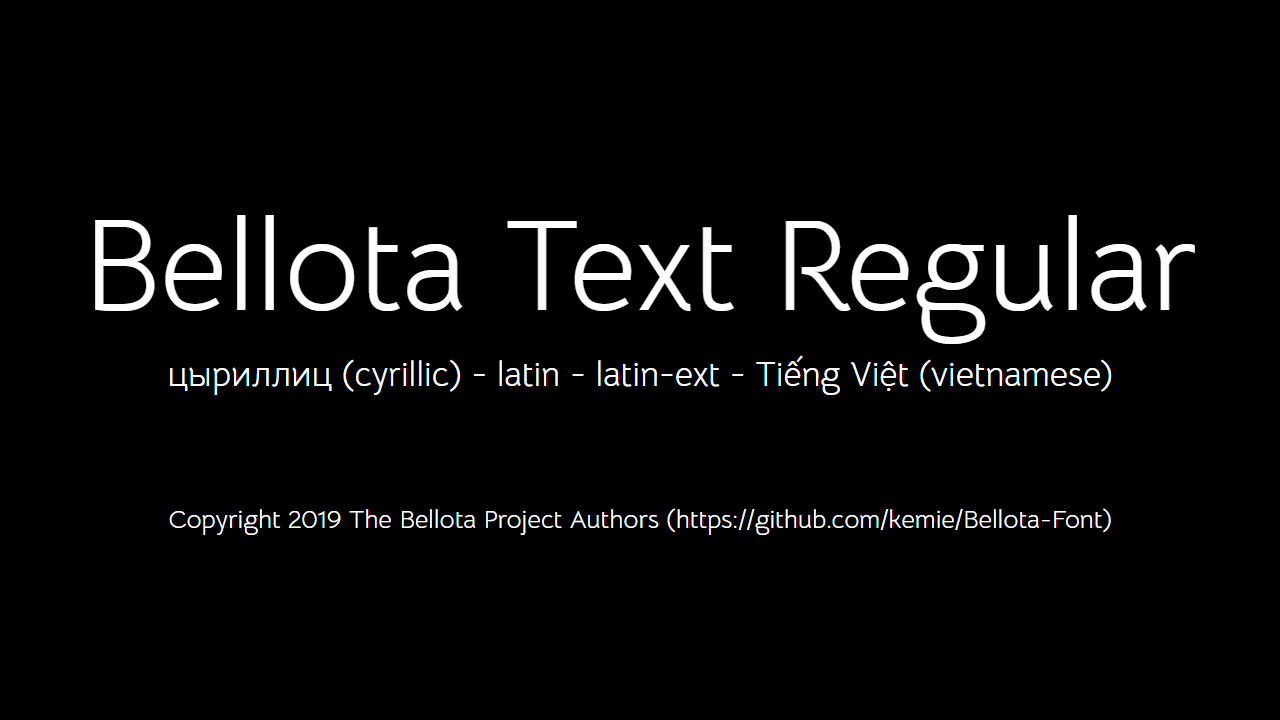 Bellota Text Regular
цыриллиц (cyrillic) - latin - latin-ext - Tiếng Việt (vietnamese)
Copyright 2019 The Bellota Project Authors (https://github.com/kemie/Bellota-Font)